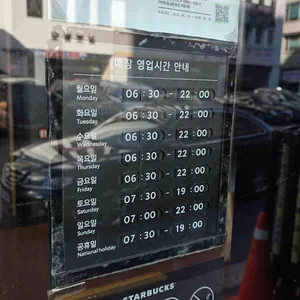 매장 영업시간 안내
월요일 06:30 - 22:00
Monday
화요일 06:30 - 22:00
Tuesday
수요일 06:30 - 22:00
Wednesday
목요일 06:30 - 22:00
Thursday
금요일 06:30 - 22:00
Friday
토요일 07:30 - 19:00
Saturday
일요일 07:00 - 22:00
Sunday
공휴일 07:30 - 19:00
National holiday
STARBUCKS